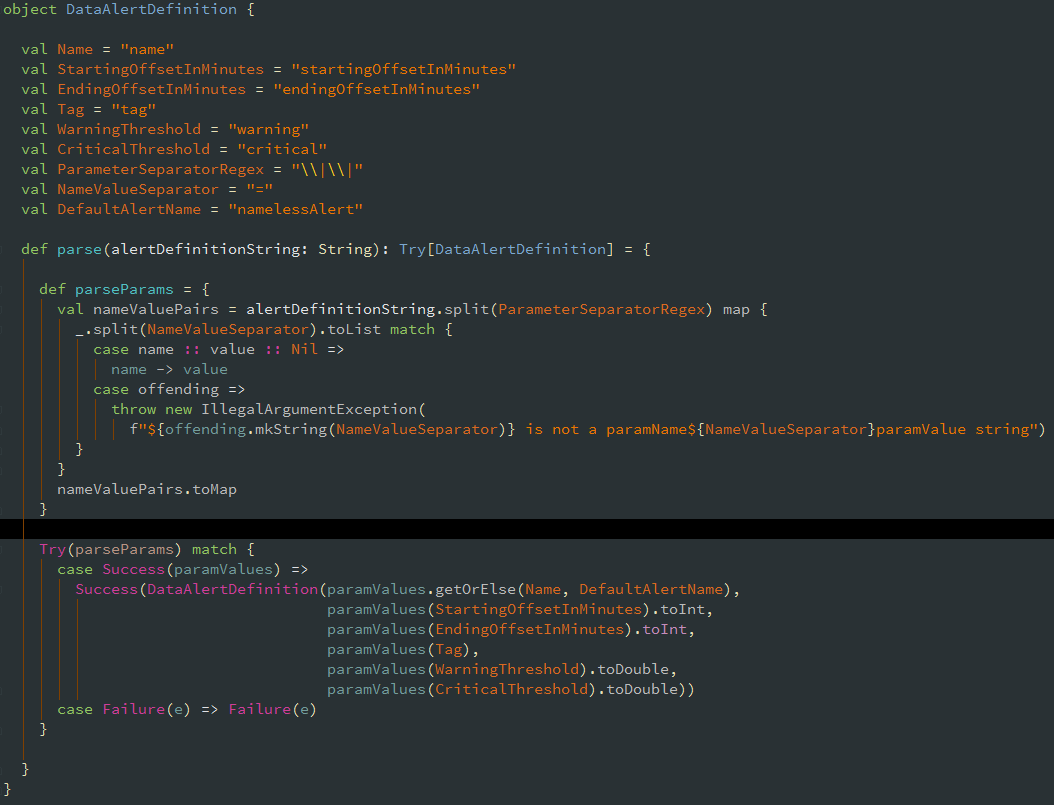 object DataAlertDefinition {
val Name = "name"
val StartingOffsetInMinutes = "startingOffsetInMinutes"
val EndingOffsetInMinutes = "endingOffsetInMinutes"
val Tag = "tag"
val WarningThreshold = "warning"
val CriticalThreshold = "critical"
val ParameterSeparatorRegex = "\\|\\|"
val NameValueSeparator = "="
val DefaultAlertName = "namelessAlert"
def parse(alertDefinitionString: String): Try[DataAlertDefinition] = {
def parseParams = {
val nameValuePairs = alertDefinitionString.split(ParameterSeparatorRegex) map {
_.split(NameValueSeparator).toList match {
case name :: value :: Nil =>
name -> value
case offending =>
throw new IllegalArgumentException(
f"${offending.mkString(NameValueSeparator)} is not a paramName${NameValueSeparator}paramValue string")
}
}
nameValuePairs.toMap
}
Try(parseParams) match {
case Success(paramValues) =>
Success(DataAlertDefinition(paramValues.getOrElse(Name, DefaultAlertName),
paramValues(StartingOffsetInMinutes).toInt,
paramValues(EndingOffsetInMinutes).toInt,
paramValues(Tag),
paramValues(WarningThreshold).toDouble,
paramValues(CriticalThreshold).toDouble))
case Failure(e) => Failure(e)
}
}
}